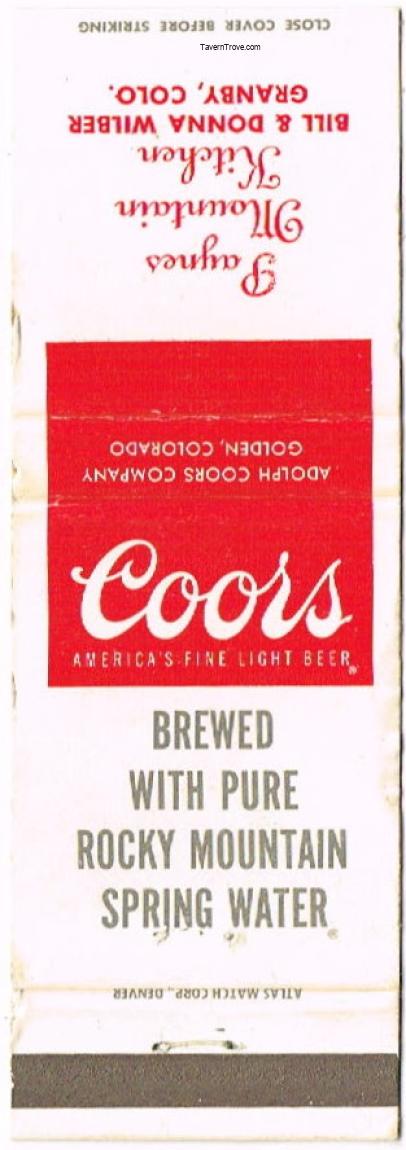 CLOSE COVER BEFORE STRIKING
TavernTrove.com
Paynes
Mountain
Kitchen
BILL & DONNA WILBER
GRANBY, COLO.
ADOLPH COORS COMPANY
GOLDEN, COLORADO
Coors
AMERICA'S FINE LIGHT BEER®
BREWED
WITH PURE
ROCKY MOUNTAIN
SPRING WATER®
ATLAS MATCH CORP., DENVER